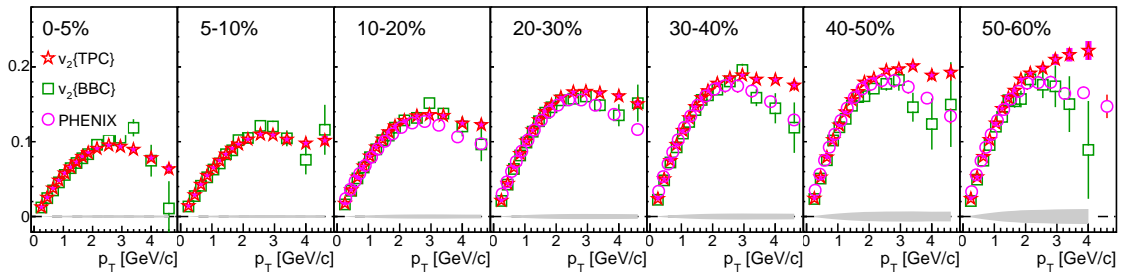 0-5%
5-10%
10-20%
20-30%
30-40%
40-50%
50-60%
v2{TPC}
v2{BBC}
PHENIX
0.2
0.1
0
0 1 2 3 4
0 1 2 3 4
0 1 2 3 4
0 1 2 3 4
0 1 2 3 4
0 1 2 3 4
0 1 2 3 4 5
pT [GeV/c]
pT [GeV/c]
pT [GeV/c]
pT [GeV/c]
pT [GeV/c]
pT [GeV/c]
pT [GeV/c]